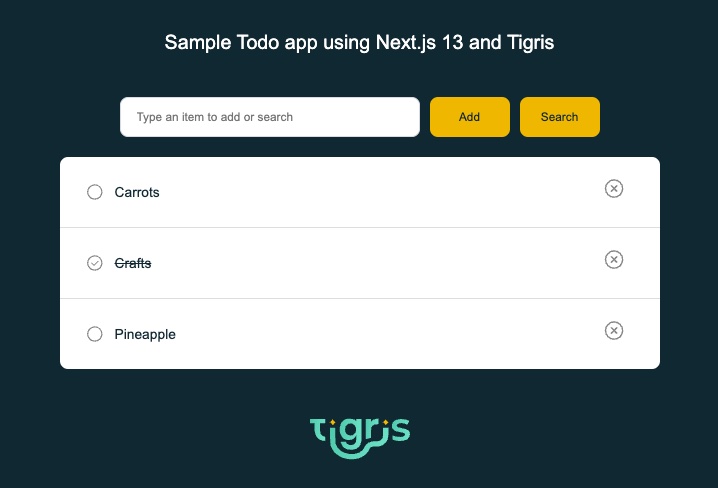 Sample Todo app using Next.js 13 and Tigris
Type an item to add or search
Add
Search
Carrots
Crafts
Pineapple
Tigris